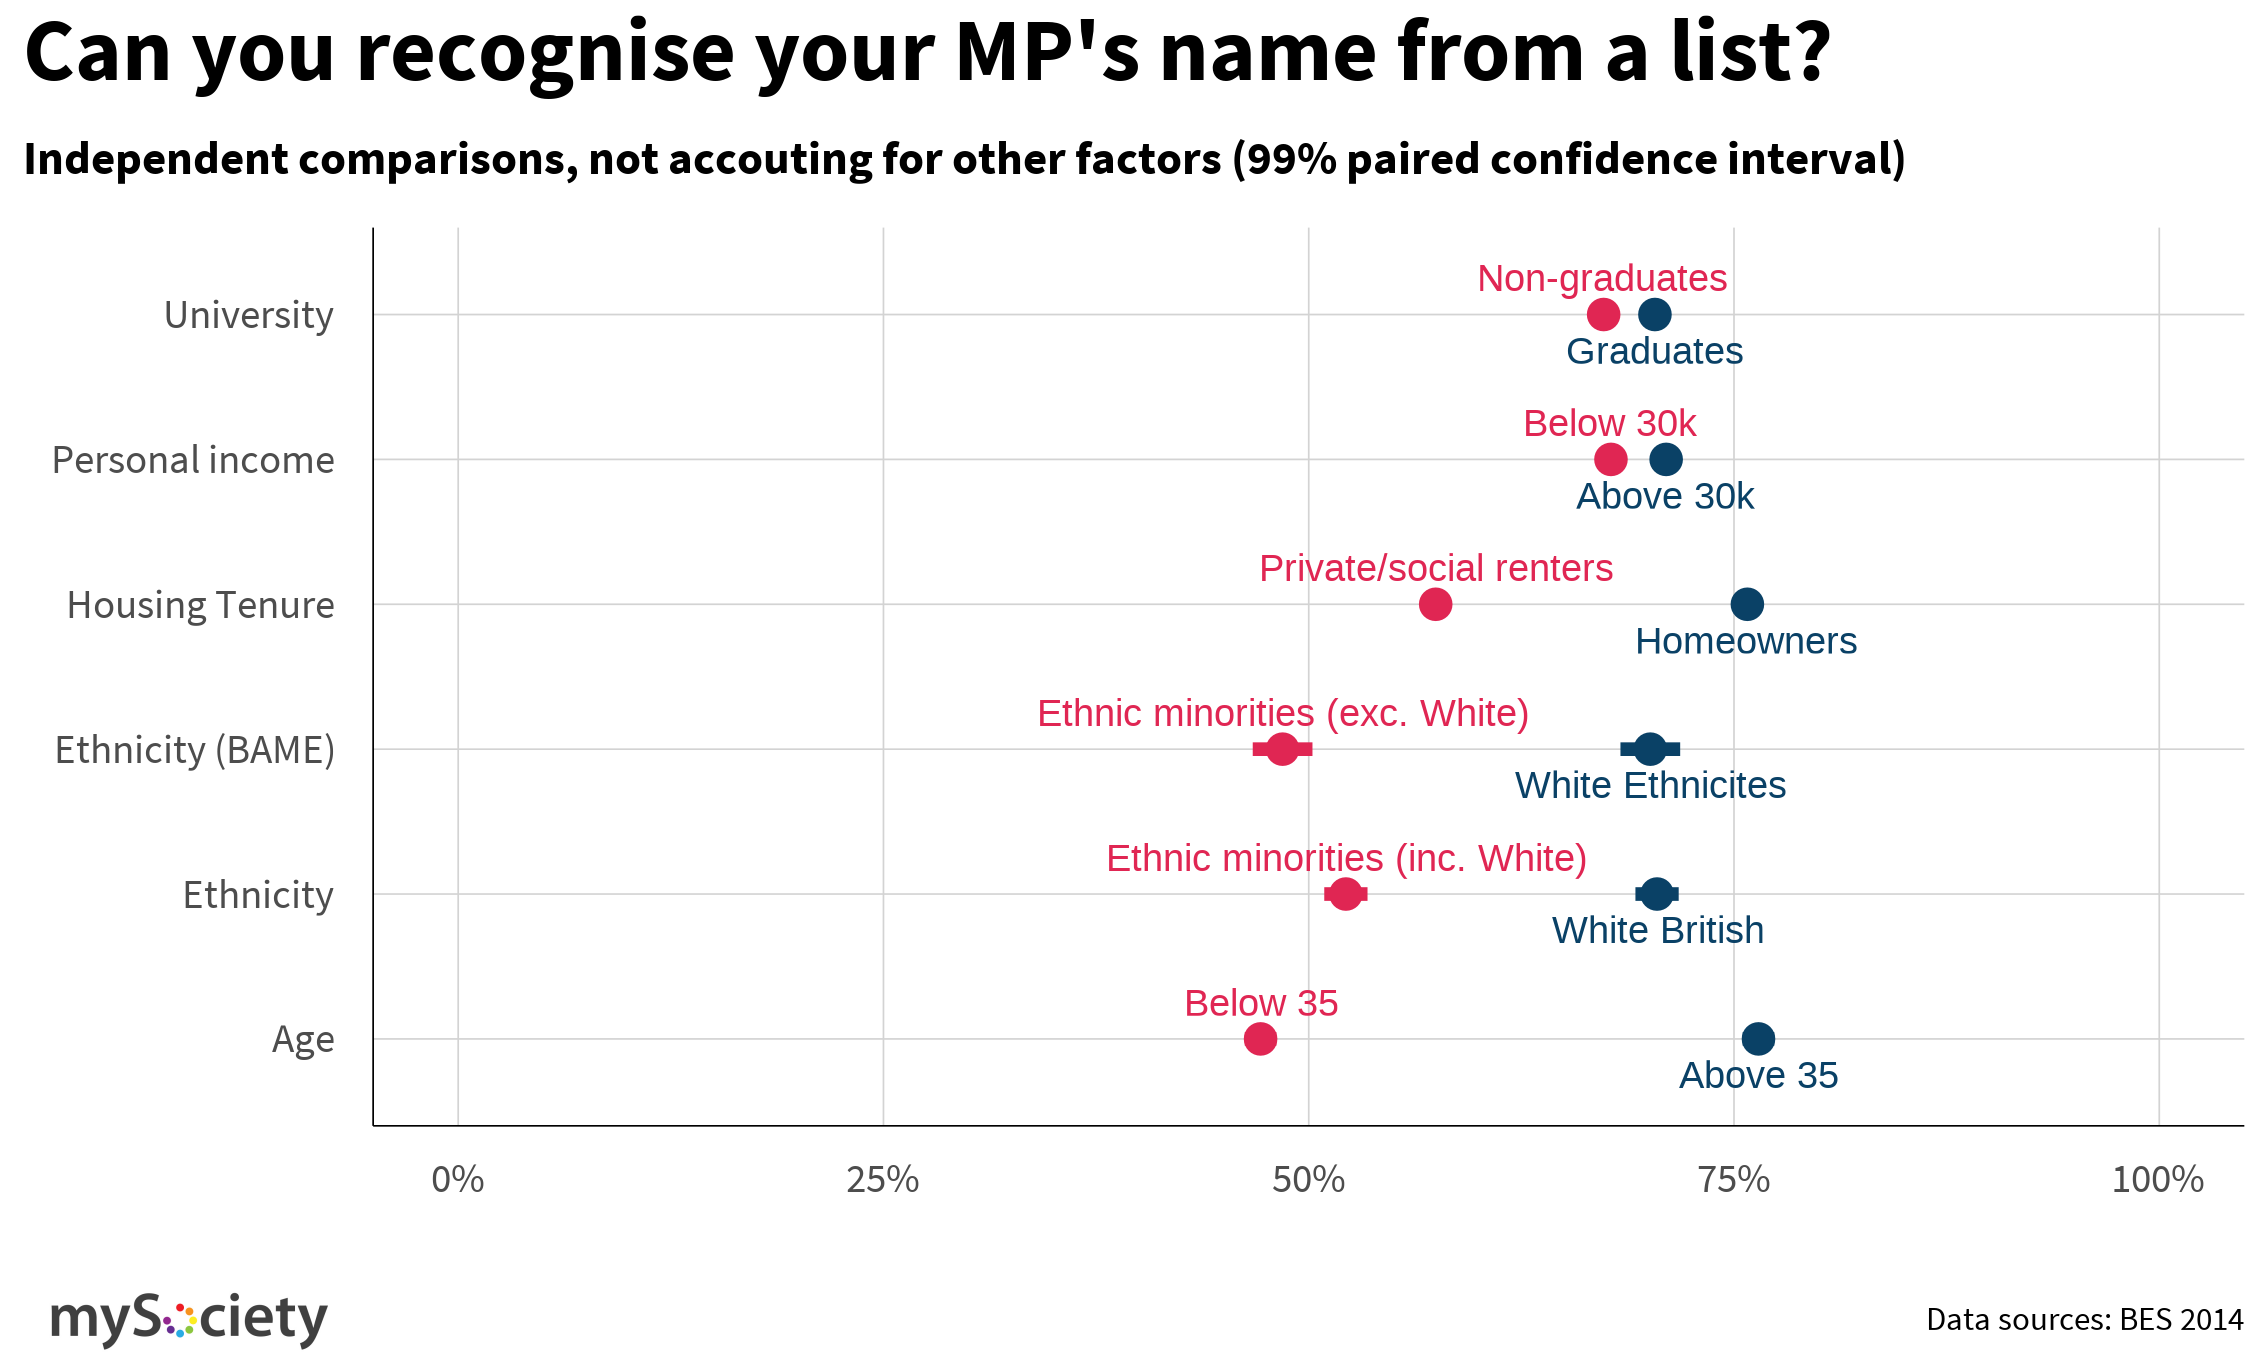 Can you recognise your MP's name from a list?
Independent comparisons, not accouting for other factors (99% paired confidence interval)
University
Non-graduates
Graduates
Personal income
Below 30k
Above 30k
Housing Tenure
Private/social renters
Homeowners
Ethnicity (BAME)
Ethnic minorities (exc. White)
White Ethnicites
Ethnicity
Ethnic minorities (inc. White)
White British
Age
Below 35
Above 35
0% 25% 50% 75% 100%
mySociety
Data sources: BES 2014